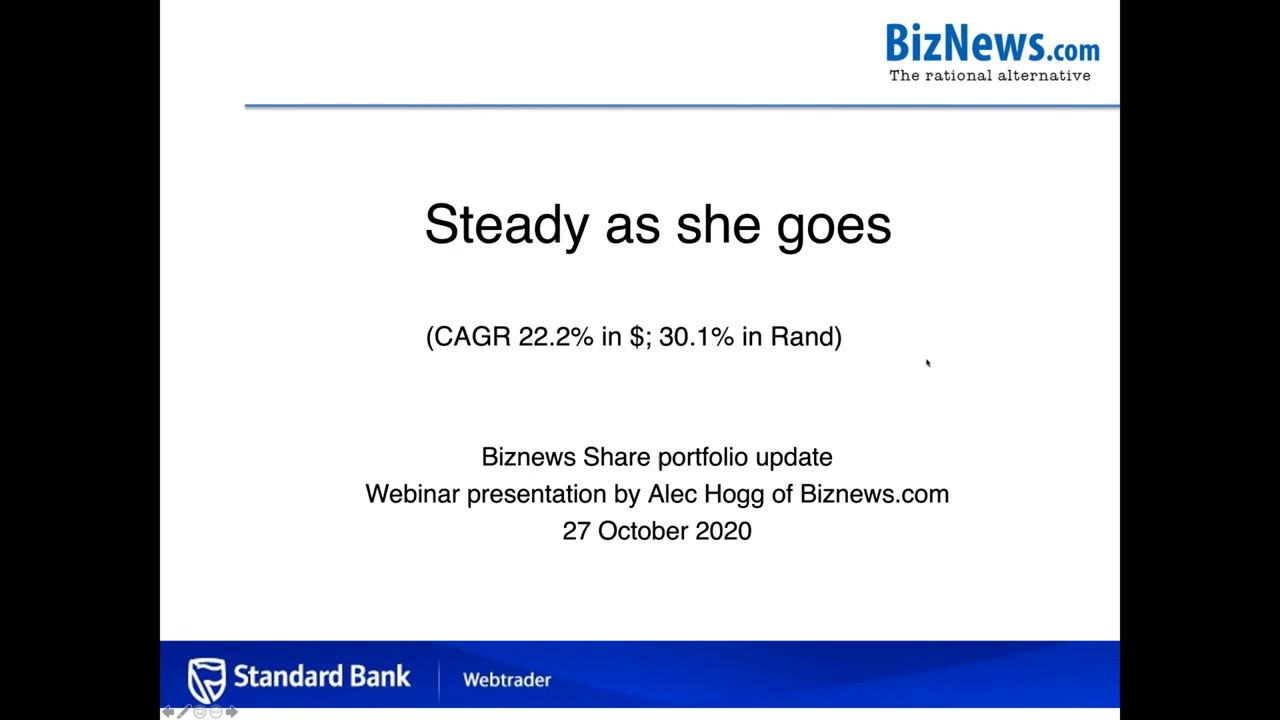 BizNews.com
The rational alternative
Steady as she goes
(CAGR 22.2% in $; 30.1% in Rand)
Biznews Share portfolio update
Webinar presentation by Alec Hogg of Biznews.com
27 October 2020
Standard Bank
Webtrader